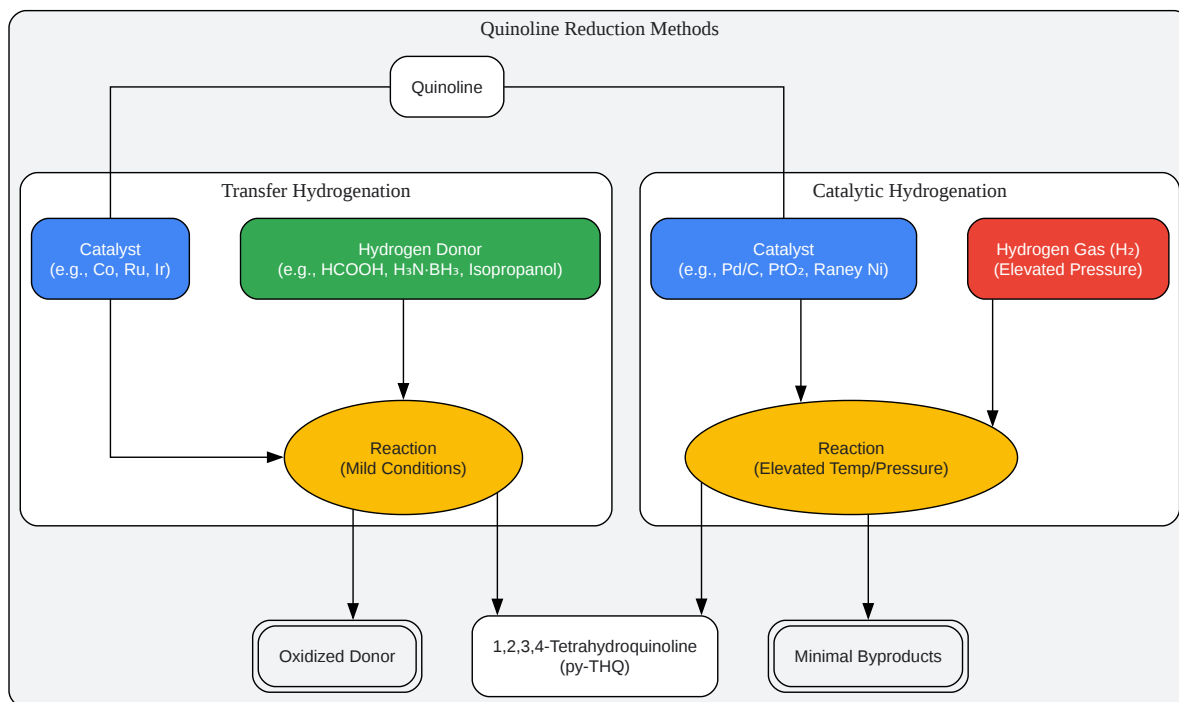 Quinoline Reduction Methods
Quinoline
Transfer Hydrogenation
Catalyst
(e.g., Co, Ru, Ir)
Hydrogen Donor
(e.g., HCOOH, H₃N·BH₃, Isopropanol)
Catalytic Hydrogenation
Catalyst
(e.g., Pd/C, PtO₂, Raney Ni)
Hydrogen Gas (H₂)
(Elevated Pressure)
Reaction
(Mild Conditions)
Reaction
(Elevated Temp/Pressure)
Oxidized Donor
1,2,3,4-Tetrahydroquinoline
(py-THQ)
Minimal Byproducts